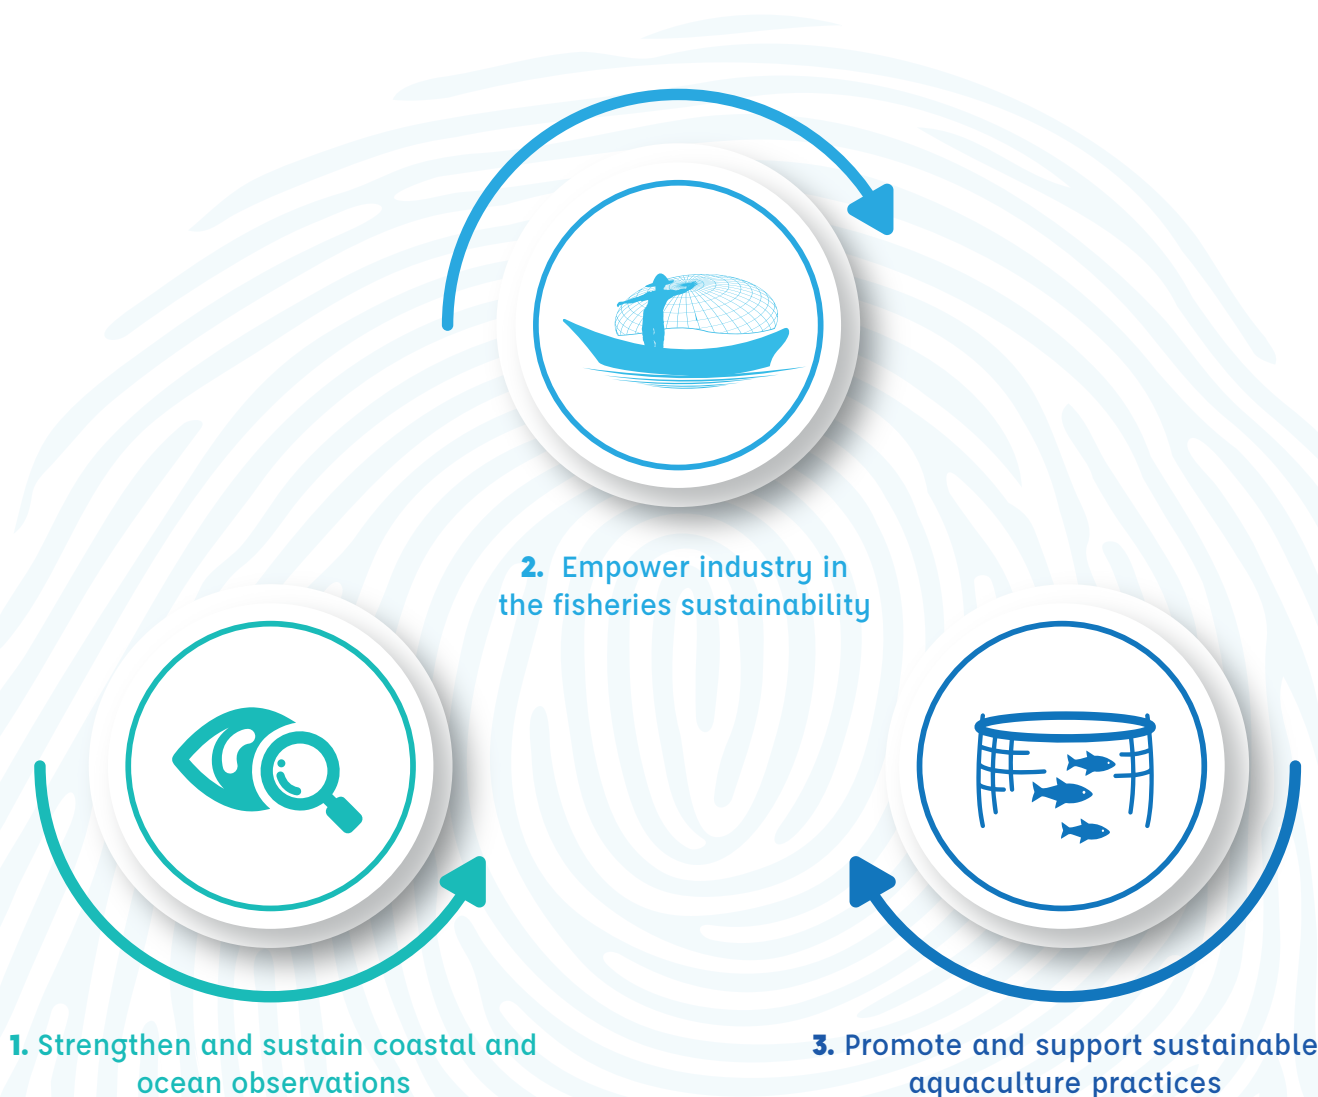 2. Empower industry in
the fisheries sustainability
1. Strengthen and sustain coastal and
ocean observations
3. Promote and support sustainable
aquaculture practices